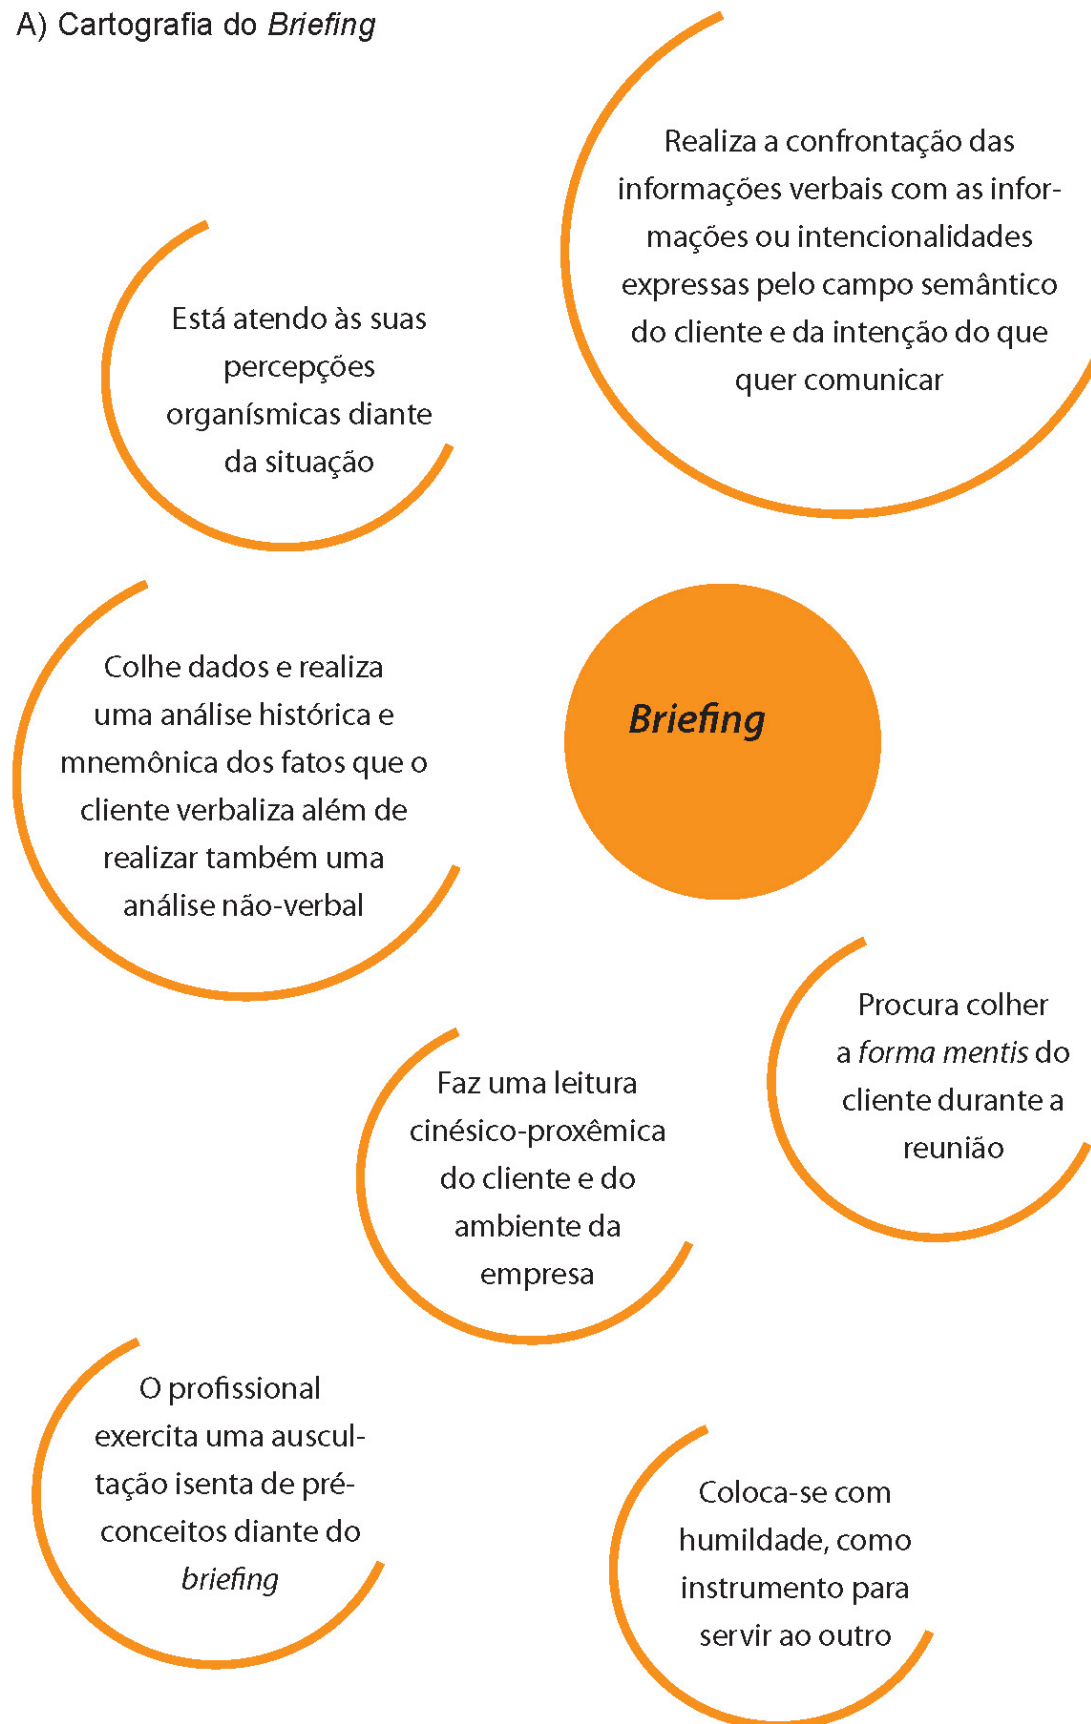 A) Cartografia do Briefing
Realiza a confrontação das
informações verbais com as infor-
mações ou intencionalidades
expressas pelo campo semântico
do cliente e da intenção do que
quer comunicar
Está atendo às suas
percepções
organísmicas diante
da situação
Briefing
Colhe dados e realiza
uma análise histórica e
mnemônica dos fatos que o
cliente verbaliza além de
realizar também uma
análise não-verbal
Procura colher
a forma mentis do
cliente durante a
reunião
Faz uma leitura
cinésico-proxêmica
do cliente e do
ambiente da
empresa
O profissional
exercita uma auscul-
tação isenta de pré-
conceitos diante do
briefing
Coloca-se com
humildade, como
instrumento para
servir ao outro